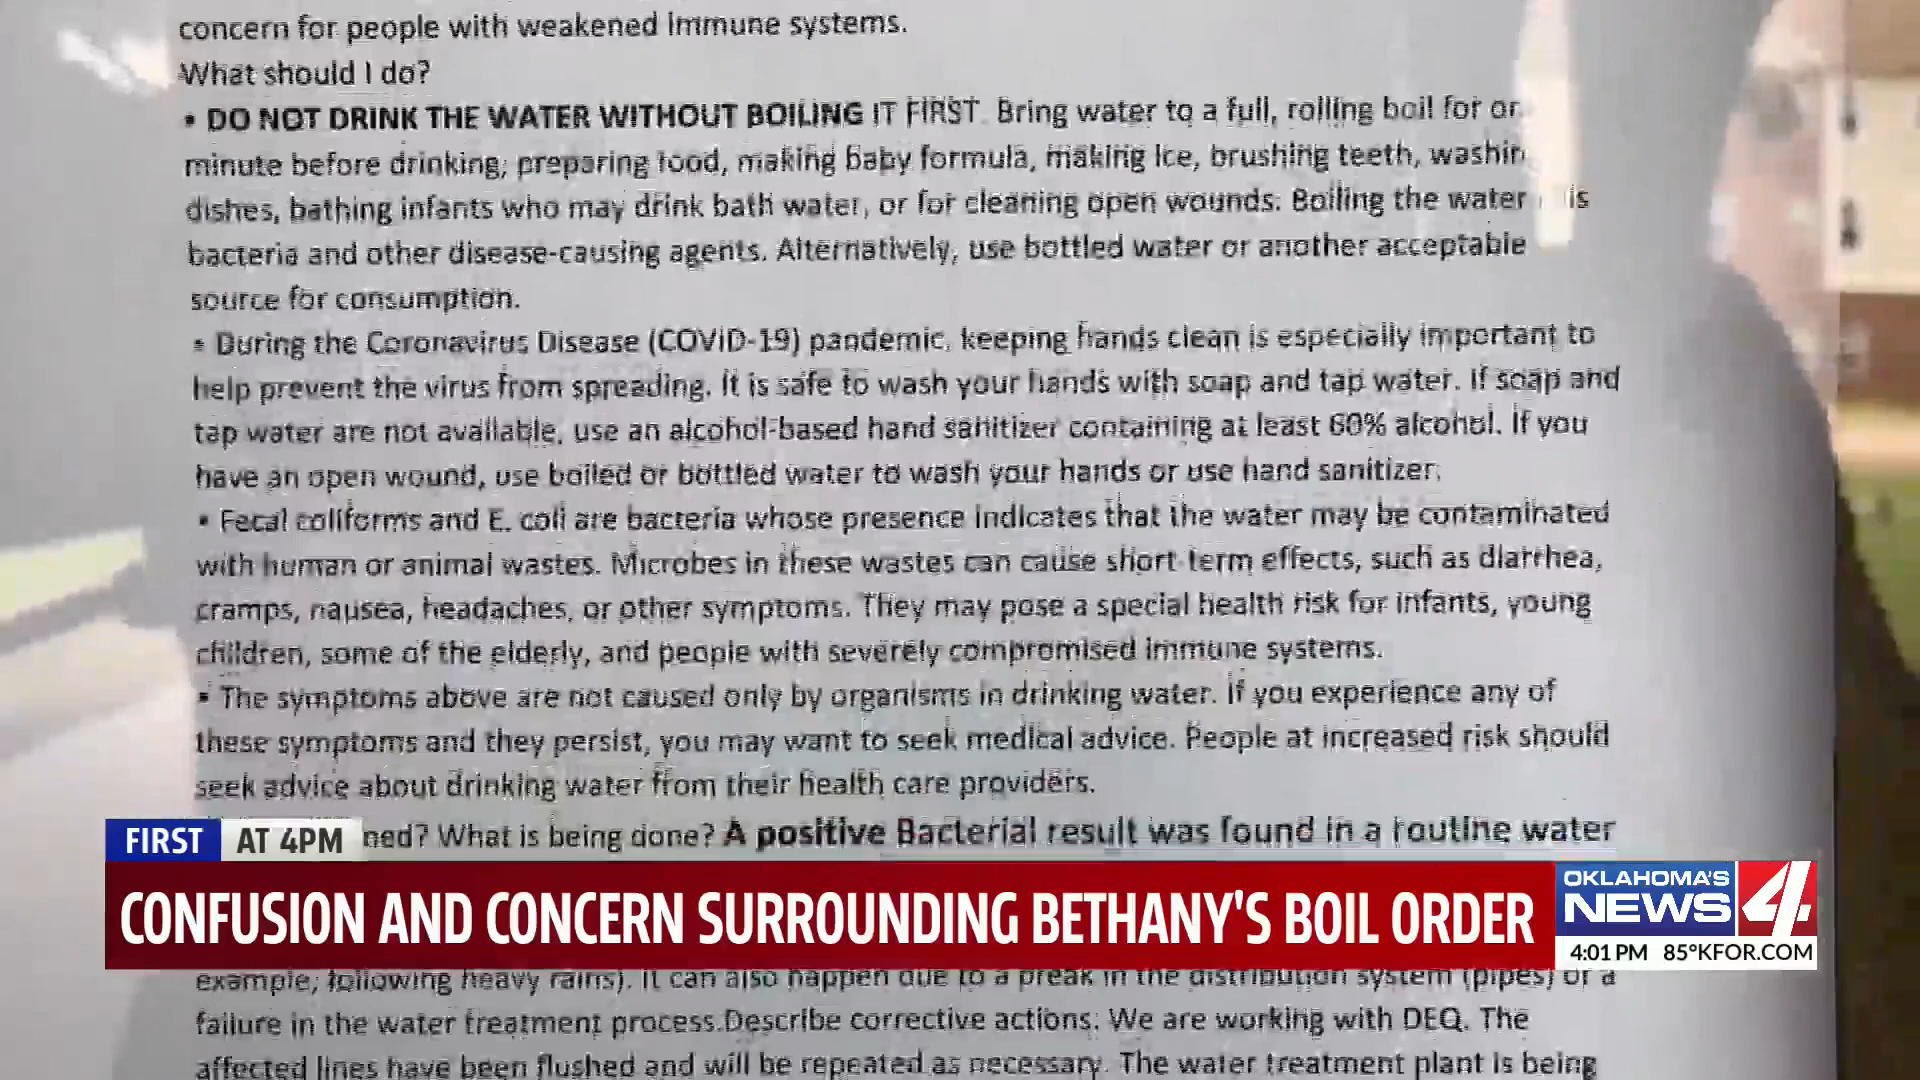 concern for people with weakened immune systems.
What should I do?
• DO NOT DRINK THE WATER WITHOUT BOILING IT FIRST. Bring water to a full, rolling boil for
minute before drinking, preparing food, making baby formula, making ice, brushing teeth,
dishes, bathing infants who may drink bath water, or for cleaning open wounds. Boiling the water
bacteria and other disease-causing agents. Alternatively, use bottled water or another acceptable
source for consumption.
• During the Coronavirus Disease (COVID-19) pandemic, keeping hands clean is especially important to
help prevent the virus from spreading. It is safe to wash your hands with soap and tap water. If soap and
tap water are not available, use an alcohol-based hand sanitizer containing at least 60% alcohol. If you
have an open wound, use boiled or bottled water to wash your hands or use hand sanitizer.
• Fecal coliforms and E. coli are bacteria whose presence indicates that the water may be contaminated
with human or animal wastes. Microbes in these wastes can cause short-term effects, such as diarrhea,
cramps, nausea, headaches, or other symptoms. They may pose a special health risk for infants, young
children, some of the elderly, and people with severely compromised immune systems.
• The symptoms above are not caused only by organisms in drinking water. If you experience any of
these symptoms and they persist, you may want to seek medical advice. People at increased risk should
seek advice about drinking water from their health care providers.
ned? What is being done? A positive Bacterial result was found in a routine water
FIRST AT 4PM
CONFUSION AND CONCERN SURROUNDING BETHANY'S BOIL ORDER
OKLAHOMA'S
NEWS 4
4:01 PM 85° KFOR.COM
example, following heavy rains). It can also happen due to a break in the distribution system (pipes) or a
failure in the water treatment process.Describe corrective actions: We are working with DEQ. The
affected lines have been flushed and will be repeated as necessary. The water treatment plant is being